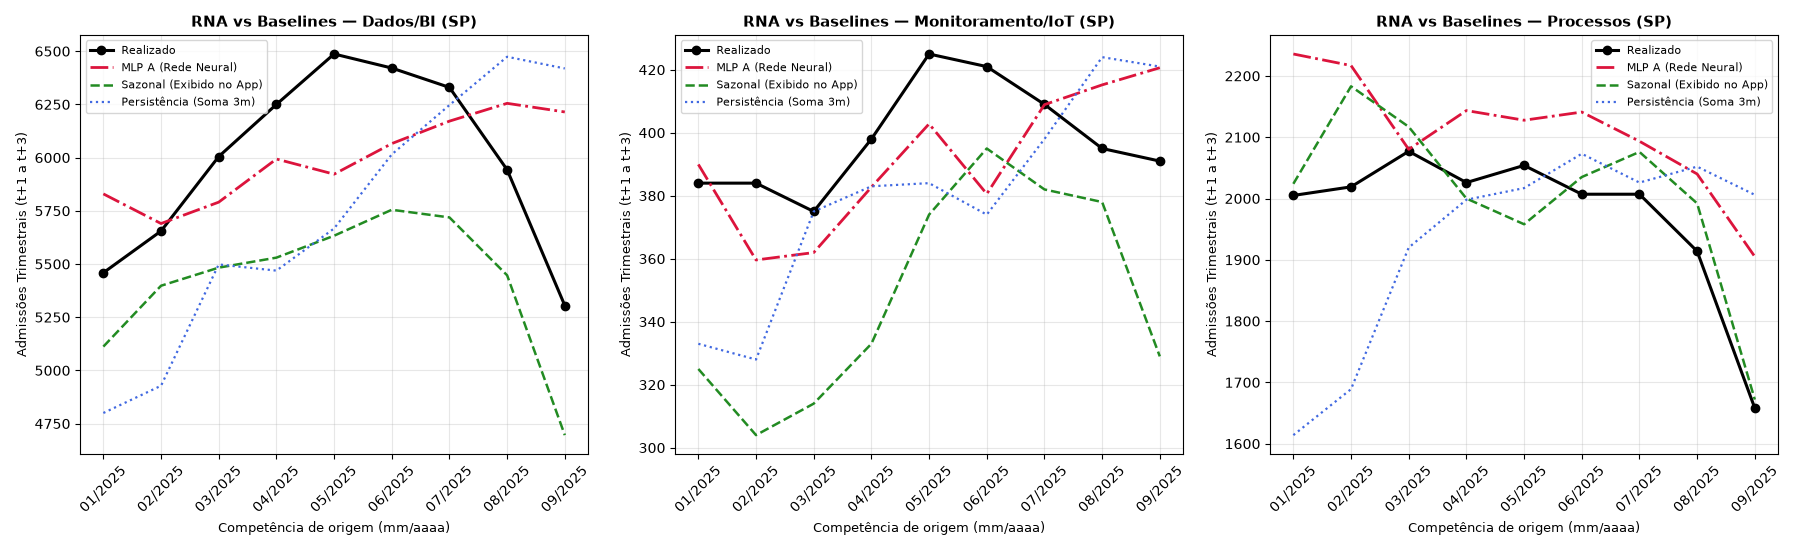 RNA vs Baselines — Dados/BI (SP)
Realizado
MLP A (Rede Neural)
Sazonal (Exibido no App)
Persistência (Soma 3m)
Admissões Trimestrais (t+1 a t+3)
6500
6250
6000
5750
5500
5250
5000
4750
01/2025
02/2025
03/2025
04/2025
05/2025
06/2025
07/2025
08/2025
09/2025
Competência de origem (mm/aaaa)
RNA vs Baselines — Monitoramento/IoT (SP)
Realizado
MLP A (Rede Neural)
Sazonal (Exibido no App)
Persistência (Soma 3m)
Admissões Trimestrais (t+1 a t+3)
420
400
380
360
340
320
300
01/2025
02/2025
03/2025
04/2025
05/2025
06/2025
07/2025
08/2025
09/2025
Competência de origem (mm/aaaa)
RNA vs Baselines — Processos (SP)
Realizado
MLP A (Rede Neural)
Sazonal (Exibido no App)
Persistência (Soma 3m)
Admissões Trimestrais (t+1 a t+3)
2200
2100
2000
1900
1800
1700
1600
01/2025
02/2025
03/2025
04/2025
05/2025
06/2025
07/2025
08/2025
09/2025
Competência de origem (mm/aaaa)